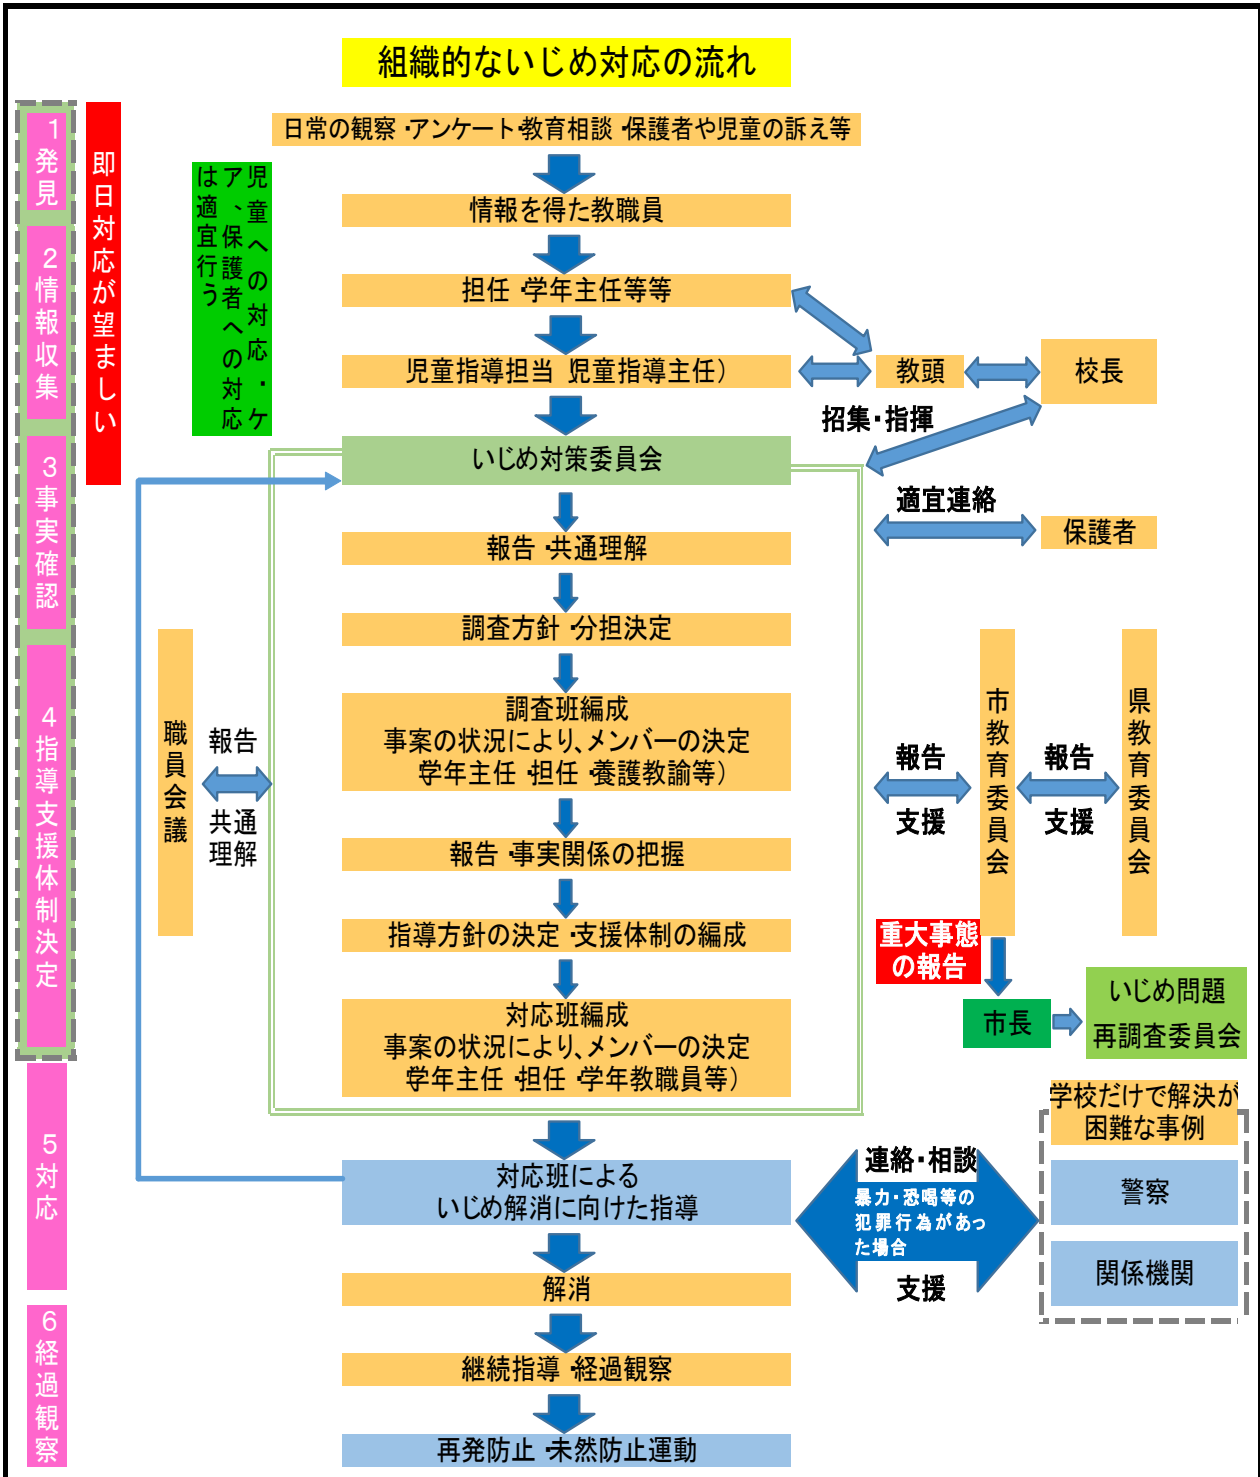 組織的ないじめ対応の流れ
1発見
2情報収集
3事実確認
4指導支援体制決定
5対応
6経過観察
即日対応が望ましい
児童への対応・ケ
ア、保護者への対応
は適宜行う
日常の観察・アンケート・教育相談・保護者や児童の訴え等
情報を得た教職員
担任・学年主任等等
児童指導担当（児童指導主任）
教頭
校長
招集・指揮
いじめ対策委員会
適宜連絡
保護者
報告・共通理解
調査方針・分担決定
調査班編成
事案の状況により、メンバーの決定
（学年主任・担任・養護教諭等）
報告・事実関係の把握
指導方針の決定・支援体制の編成
対応班編成
事案の状況により、メンバーの決定
（学年主任・担任・学年教職員等）
職員会議
報告
共通
理解
報告
支援
市教育委員会
報告
支援
県教育委員会
重大事態
の報告
市長
いじめ問題
再調査委員会
対応班による
いじめ解消に向けた指導
連絡・相談
暴力・恐喝等の
犯罪行為があっ
た場合
支援
学校だけで解決が
困難な事例
警察
関係機関
解消
継続指導・経過観察
再発防止・未然防止運動